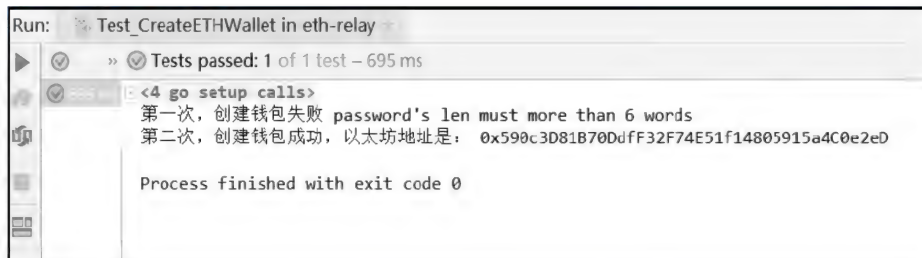 Run: Test_CreateETHWallet in eth-relay
» Tests passed: 1 of 1 test – 695 ms
<4 go setup calls>
第一次，创建钱包失败 password's len must more than 6 words
第二次，创建钱包成功，以太坊地址是： 0x590c3D81B70DdfF32F74E51f14805915a4C0e2eD
Process finished with exit code 0